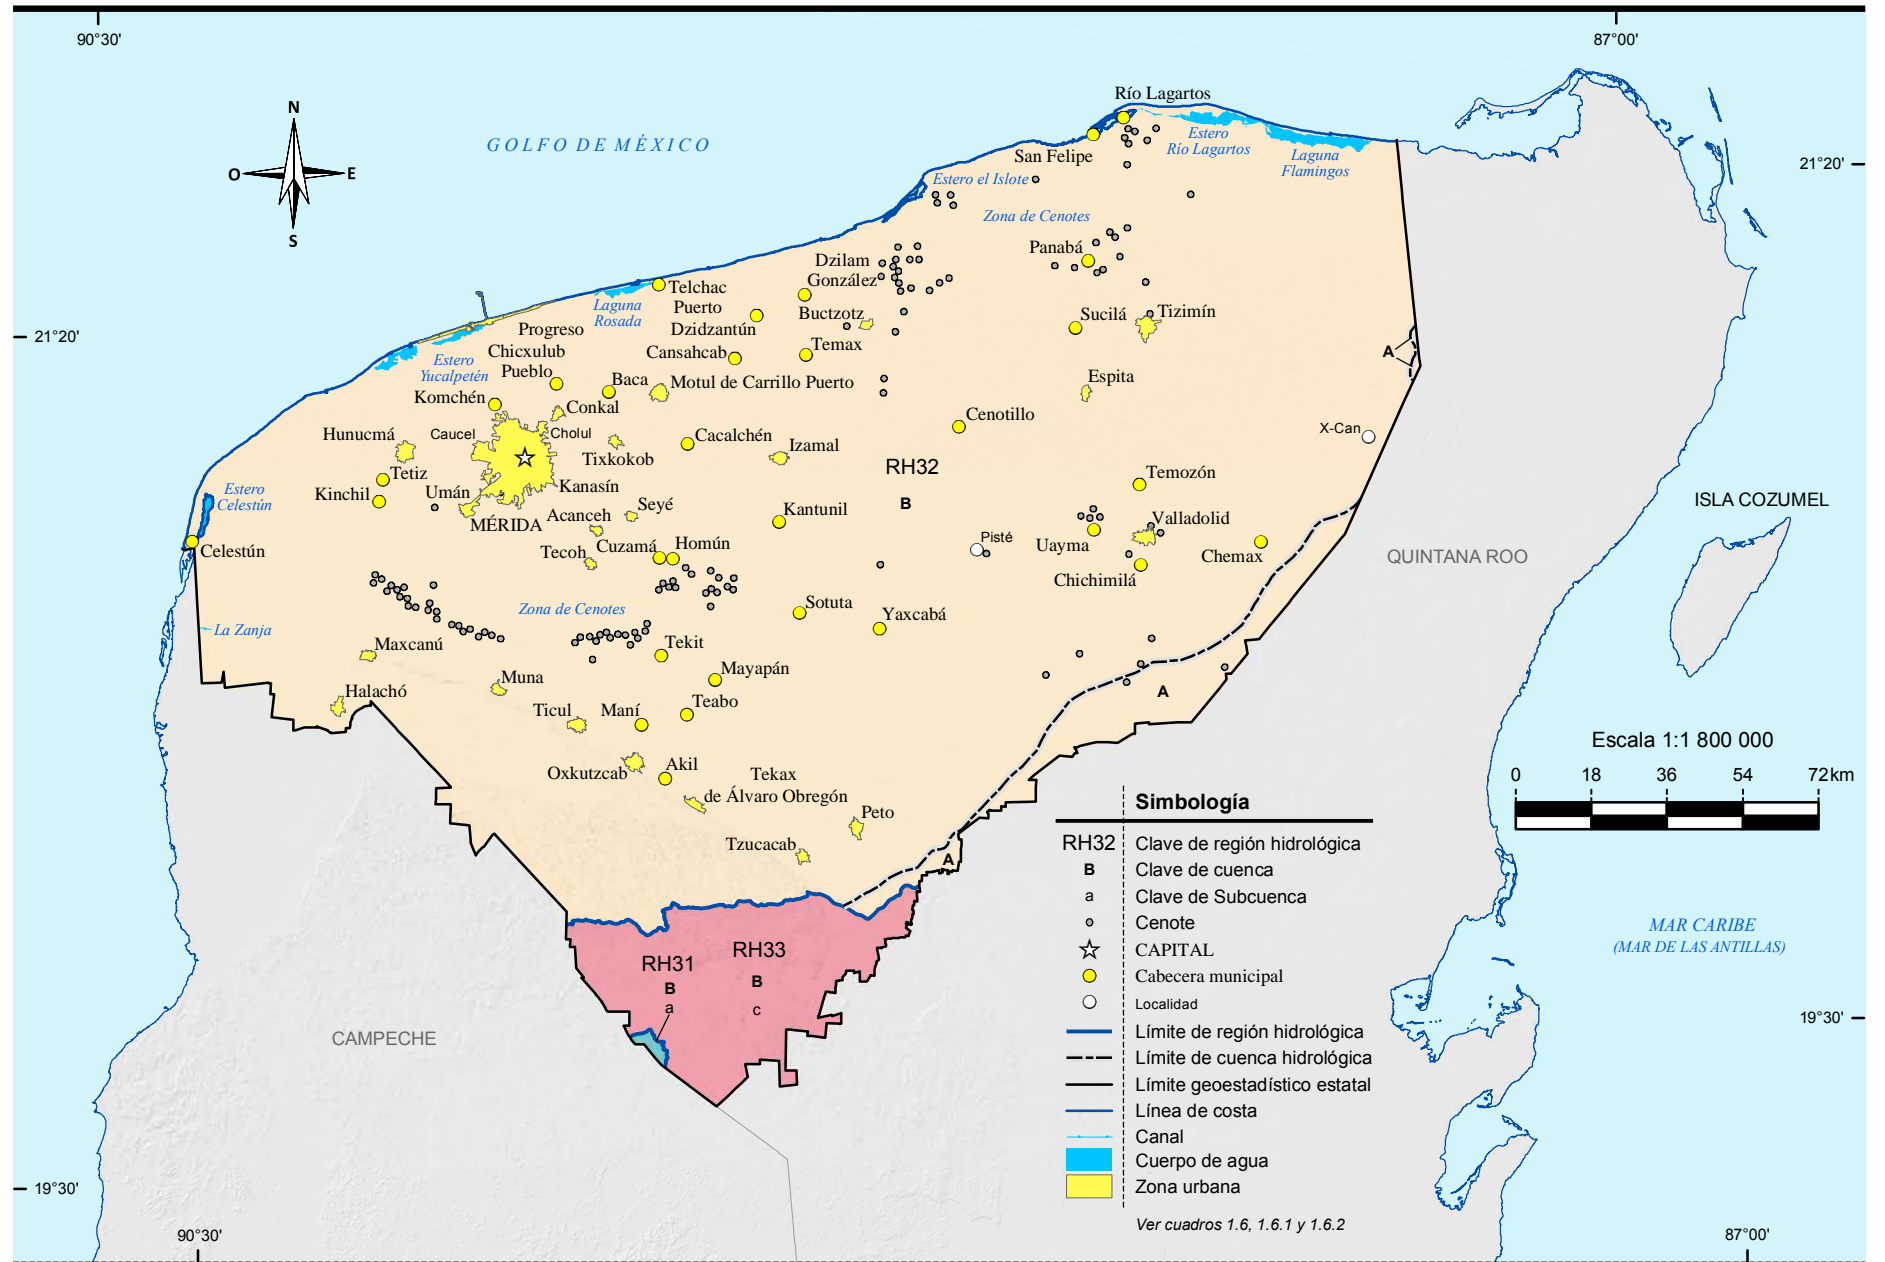 90°30'
87°00'
N
O
E
S
GOLFO DE MÉXICO
Río Lagartos
Estero
Río Lagartos
San Felipe
Laguna
Flamingos
21°20'
Estero el Islote
Zona de Cenotes
Panabá
Dzilam
González
Telchac
Puerto
Laguna
Rosada
Buctzotz
Sucilá
Tizimín
Progreso
Dzidzantún
21°20'
Chicxulub
Pueblo
Cansahcab
Temax
A
Estero
Yucalpetén
Baca
Motul de Carrillo Puerto
Espita
Komchén
Conkal
Cenotillo
Hunucmá
Caucel
Cholul
Cacalchén
Izamal
X-Can
Tixkokob
RH32
Tetiz
Temozón
Kinchil
Umán
Kanasín
Estero
Celestún
Seyé
B
ISLA COZUMEL
MÉRIDA
Acanceh
Kantunil
Valladolid
Celestún
Tecoh
Cuzamá
Homún
Pisté
Uayma
Chemax
QUINTANA ROO
Chichimilá
Zona de Cenotes
Sotuta
Yaxcabá
La Zanja
Maxcanú
Tekit
Mayapán
Muna
Halachó
Teabo
A
Ticul
Maní
Escala 1:1 800 000
Oxkutzcab
Akil
Tekax
de Álvaro Obregón
0
18
36
54
72km
Peto
Tzucacab
A
Simbología
RH32
Clave de región hidrológica
B
Clave de cuenca
a
Clave de Subcuenca
Cenote
CAPITAL
Cabecera municipal
Localidad
Límite de región hidrológica
Límite de cuenca hidrológica
Límite geoestadístico estatal
Línea de costa
Canal
Cuerpo de agua
Zona urbana
Ver cuadros 1.6, 1.6.1 y 1.6.2
RH33
RH31
B
B
a
c
MAR CARIBE
(MAR DE LAS ANTILLAS)
CAMPECHE
19°30'
19°30'
90°30'
87°00'